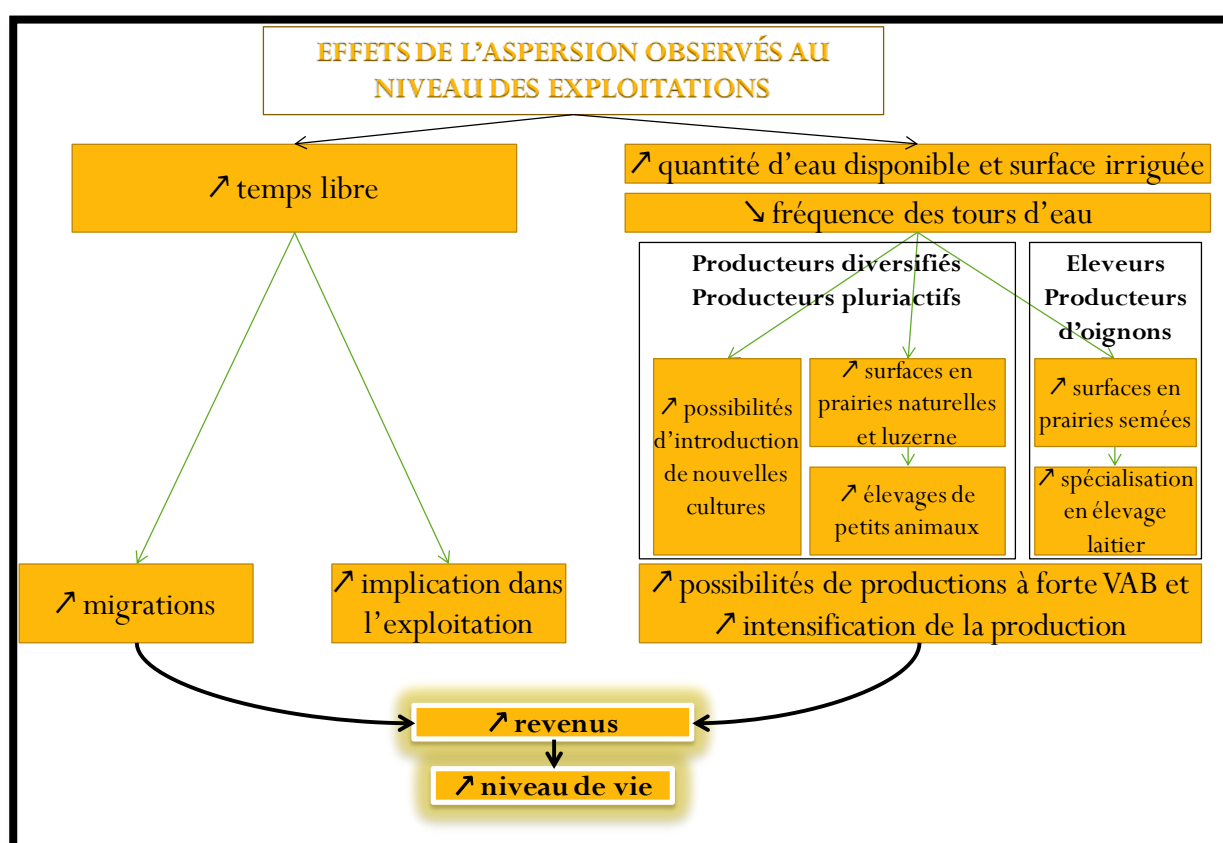 EFFETS DE L’ASPERSION OBSERVÉS AU
NIVEAU DES EXPLOITATIONS
↗ temps libre
↗ quantité d’eau disponible et surface irriguée
↘ fréquence des tours d’eau
Producteurs diversifiés
Producteurs pluriactifs
Eleveurs
Producteurs
d’oignons
↗ possibilités
d’introduction
de nouvelles
cultures
↗ surfaces en
prairies naturelles
et luzerne
↗ élevages de
petits animaux
↗ surfaces en
prairies semées
↗ spécialisation
en élevage
laitier
↗ migrations
↗ implication dans
l’exploitation
↗ possibilités de productions à forte VAB et
↗ intensification de la production
↗ revenus
↗ niveau de vie